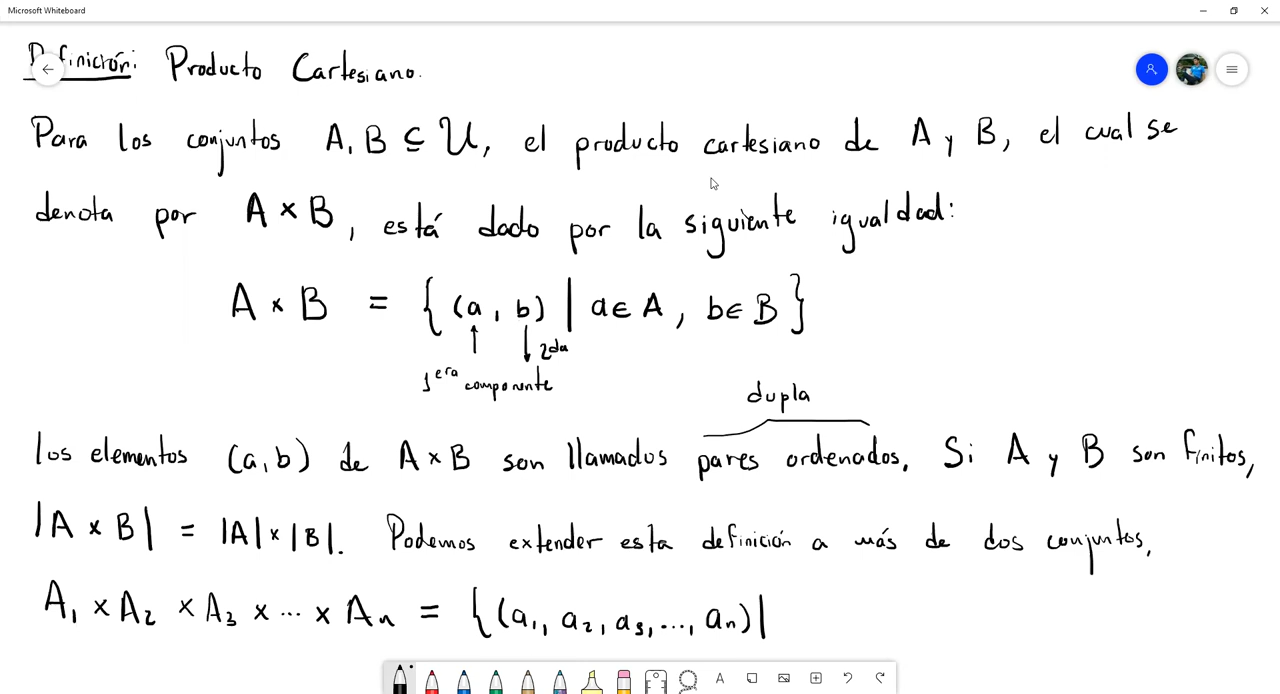 Microsoft Whiteboard
Definición: Producto Cartesiano.
Para los conjuntos A, B ⊆ U, el producto cartesiano de A y B, el cual se
denota por A × B, está dado por la siguiente igualdad:
A × B = {(a, b) | a ∈ A, b ∈ B}
2da
1era componente
dupla
los elementos (a,b) de A × B son llamados pares ordenados. Si A y B son finitos,
|A × B| = |A| × |B|. Podemos extender esta definición a más de dos conjuntos,
A₁ × A₂ × A₃ × ... × Aₙ = {(a₁, a₂, a₃, ..., aₙ) |
A